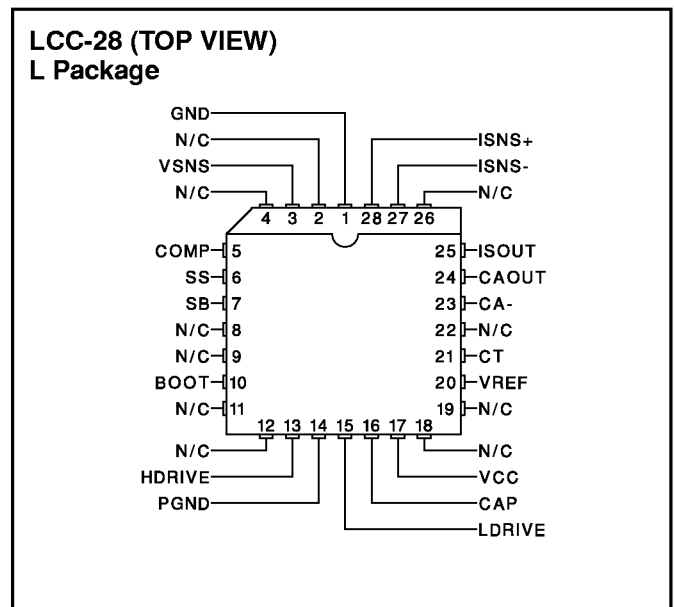 LCC-28 (TOP VIEW)
L Package
GND
N/C
VSNS
N/C
ISNS+
ISNS-
N/C
4 3 2 1 28 27 26
COMP 5
SS 6
SB 7
N/C 8
N/C 9
BOOT 10
N/C 11
25 ISOUT
24 CAOUT
23 CA-
22 N/C
21 CT
20 VREF
19 N/C
12 13 14 15 16 17 18
N/C
HDRIVE
PGND
N/C
VCC
CAP
LDRIVE